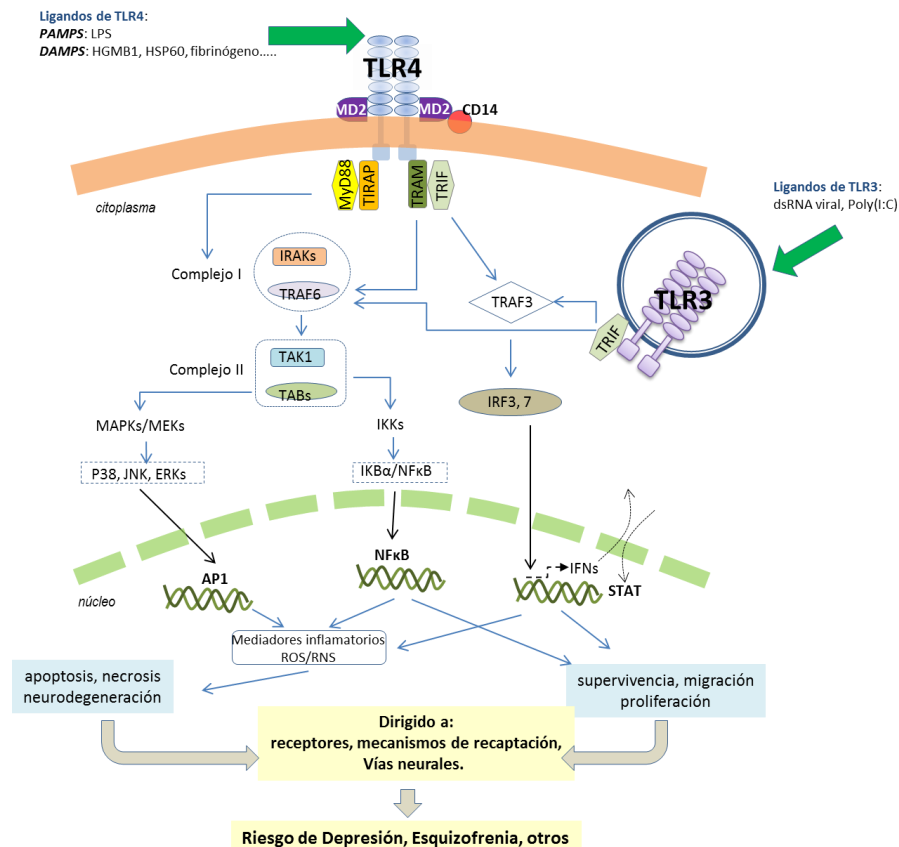 Ligandos de TLR4:
PAMPS: LPS
DAMPS: HGMB1, HSP60, fibrinógeno.....
TLR4
MD2
MD2
CD14
MyD88
TIRAP
TRAM
TRIF
citoplasma
Ligandos de TLR3:
dsRNA viral, Poly(I:C)
IRAKs
Complejo I
TRAF6
TRAF3
TLR3
TRIF
TAK1
Complejo II
TABs
MAPKs/MEKs
IKKs
IRF3, 7
P38, JNK, ERKs
IKBα/NFκB
NFκB
IFNs
AP1
STAT
núcleo
Mediadores inflamatorios
ROS/RNS
apoptosis, necrosis
neurodegeneración
supervivencia, migración
proliferación
Dirigido a:
receptores, mecanismos de recaptación,
Vías neurales.
Riesgo de Depresión, Esquizofrenia, otros